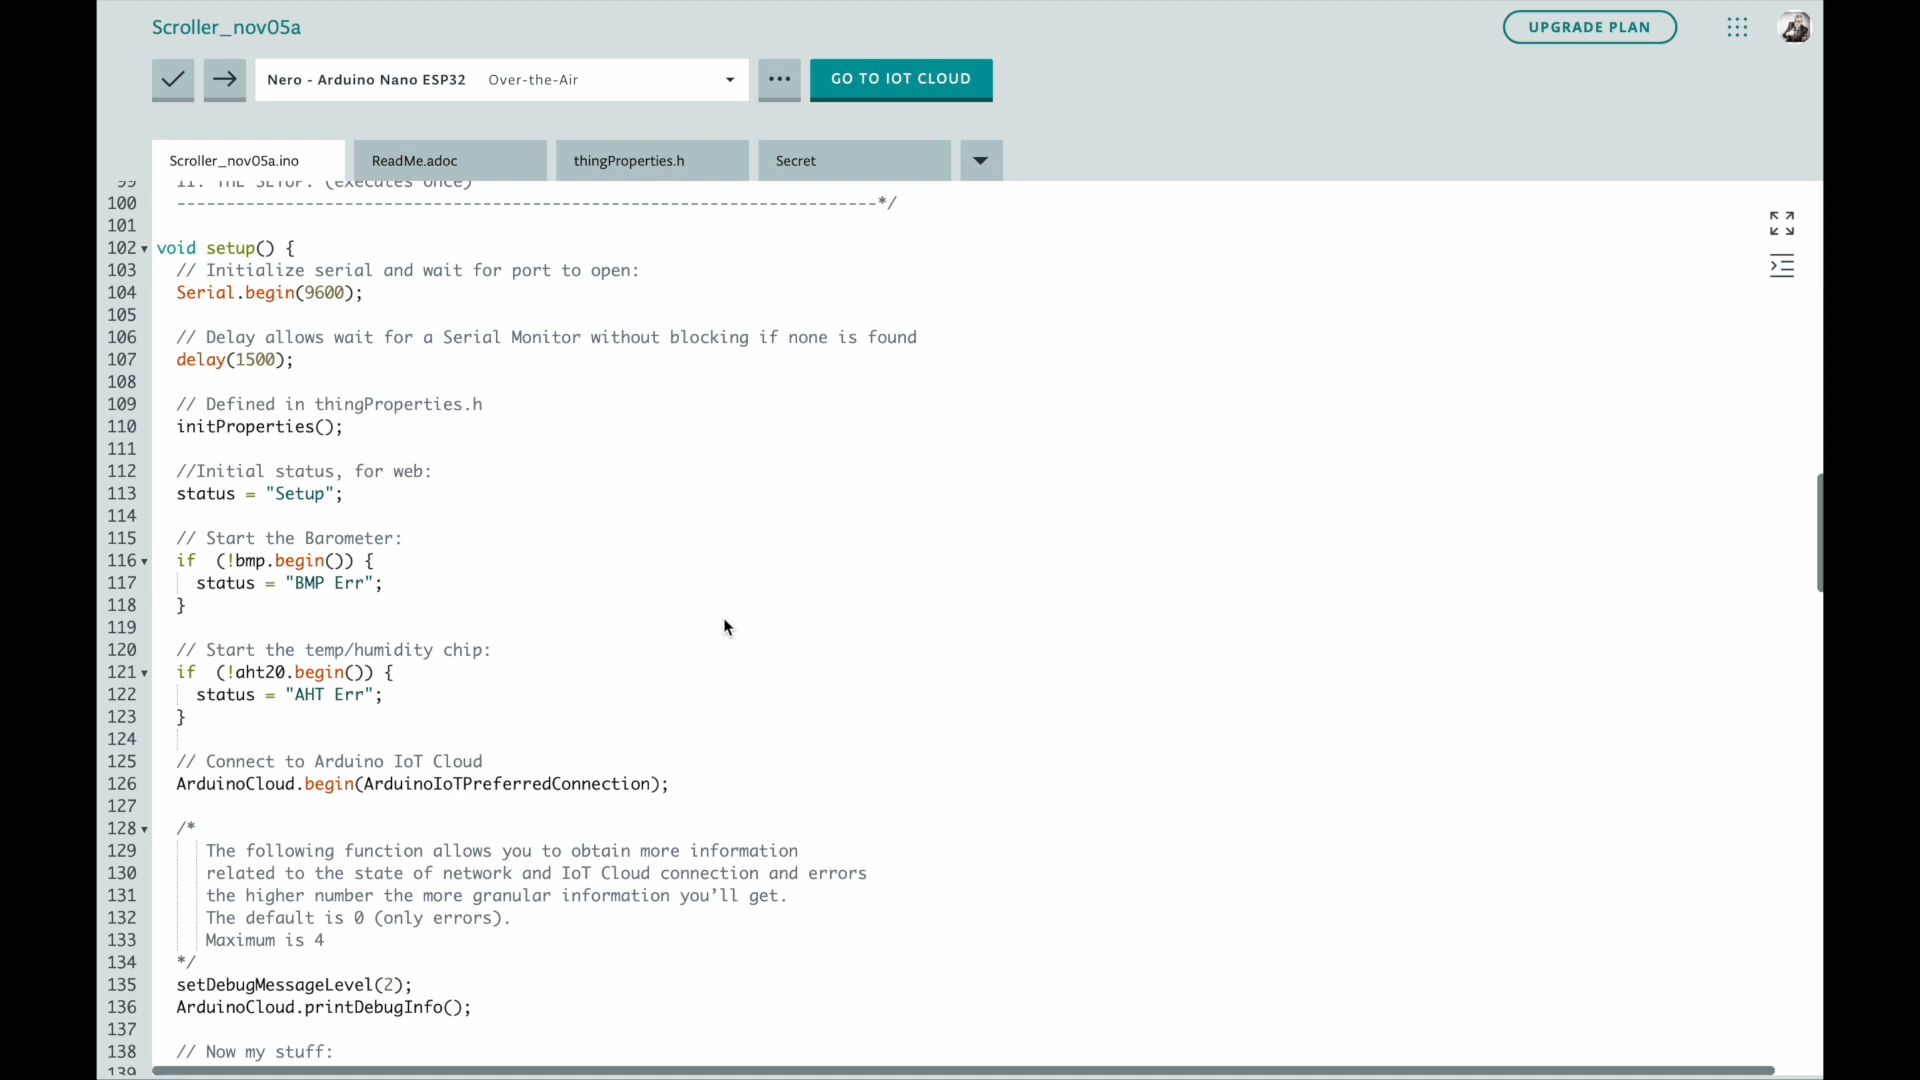 Scroller_nov05a
UPGRADE PLAN
Nero - Arduino Nano ESP32 Over-the-Air
GO TO IOT CLOUD
Scroller_nov05a.ino ReadMe.adoc thingProperties.h Secret
99 II. THE SETUP: (executes once)
100 -----------------------------------------------------------------------*/
101
102 void setup() {
103 // Initialize serial and wait for port to open:
104 Serial.begin(9600);
105
106 // Delay allows wait for a Serial Monitor without blocking if none is found
107 delay(1500);
108
109 // Defined in thingProperties.h
110 initProperties();
111
112 //Initial status, for web:
113 status = "Setup";
114
115 // Start the Barometer:
116 if  (!bmp.begin()) {
117 status = "BMP Err";
118 }
119
120 // Start the temp/humidity chip:
121 if  (!aht20.begin()) {
122 status = "AHT Err";
123 }
124
125 // Connect to Arduino IoT Cloud
126 ArduinoCloud.begin(ArduinoIoTPreferredConnection);
127
128 /*
129 The following function allows you to obtain more information
130 related to the state of network and IoT Cloud connection and errors
131 the higher number the more granular information you’ll get.
132 The default is 0 (only errors).
133 Maximum is 4
134 */
135 setDebugMessageLevel(2);
136 ArduinoCloud.printDebugInfo();
137
138 // Now my stuff:
139